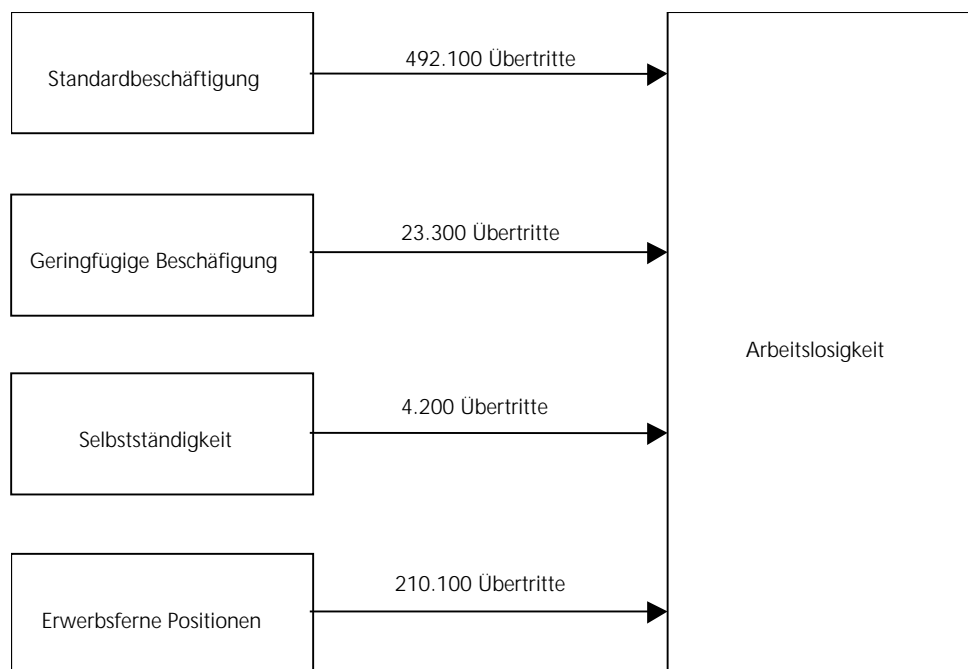 Standardbeschäftigung
492.100 Übertritte
Geringfügige Beschäfigung
23.300 Übertritte
Arbeitslosigkeit
Selbstständigkeit
4.200 Übertritte
Erwerbsferne Positionen
210.100 Übertritte